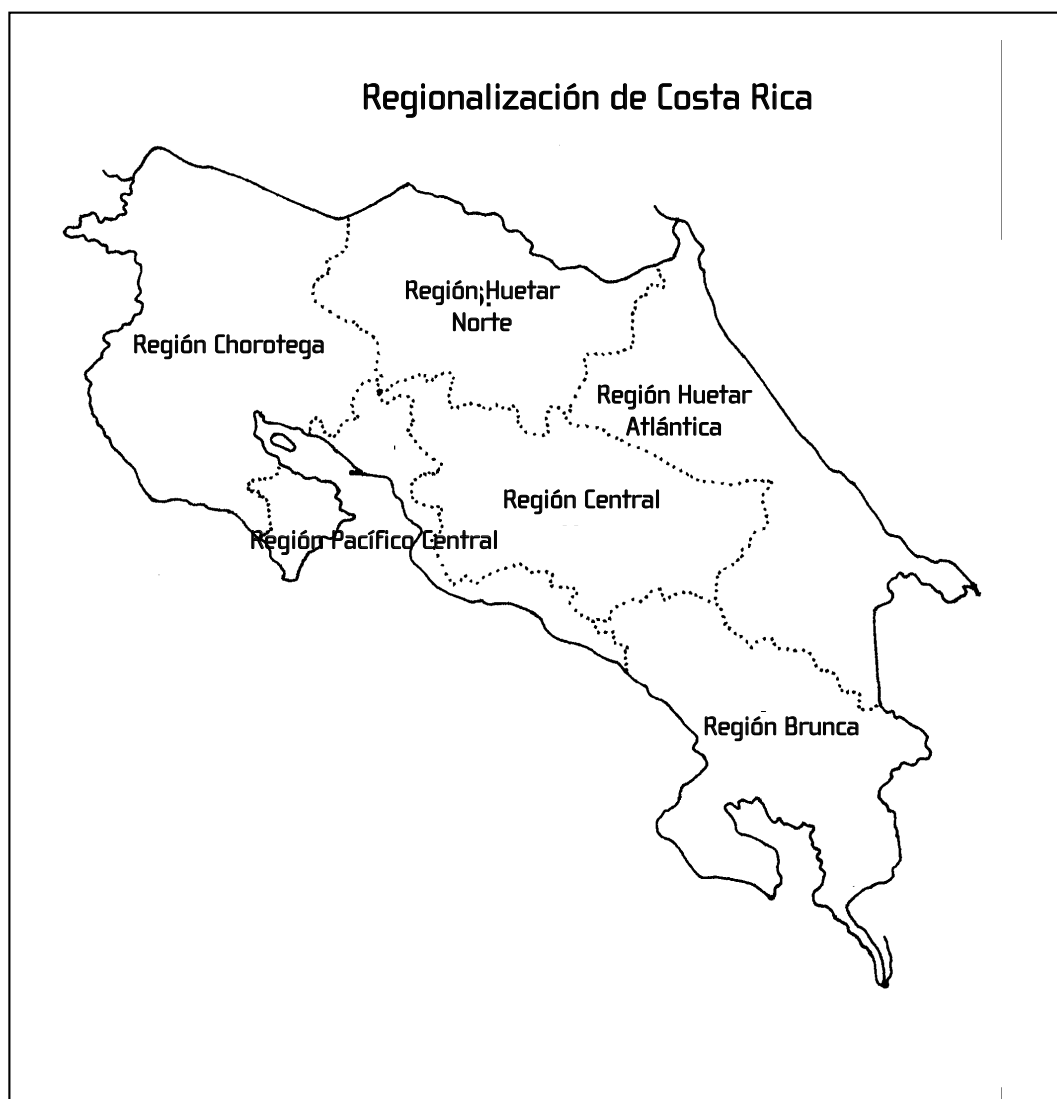 Regionalización de Costa Rica
Región Huetar
Norte
Región Chorotega
Región Huetar
Atlántica
Región Central
Región Pacífico Central
Región Brunca